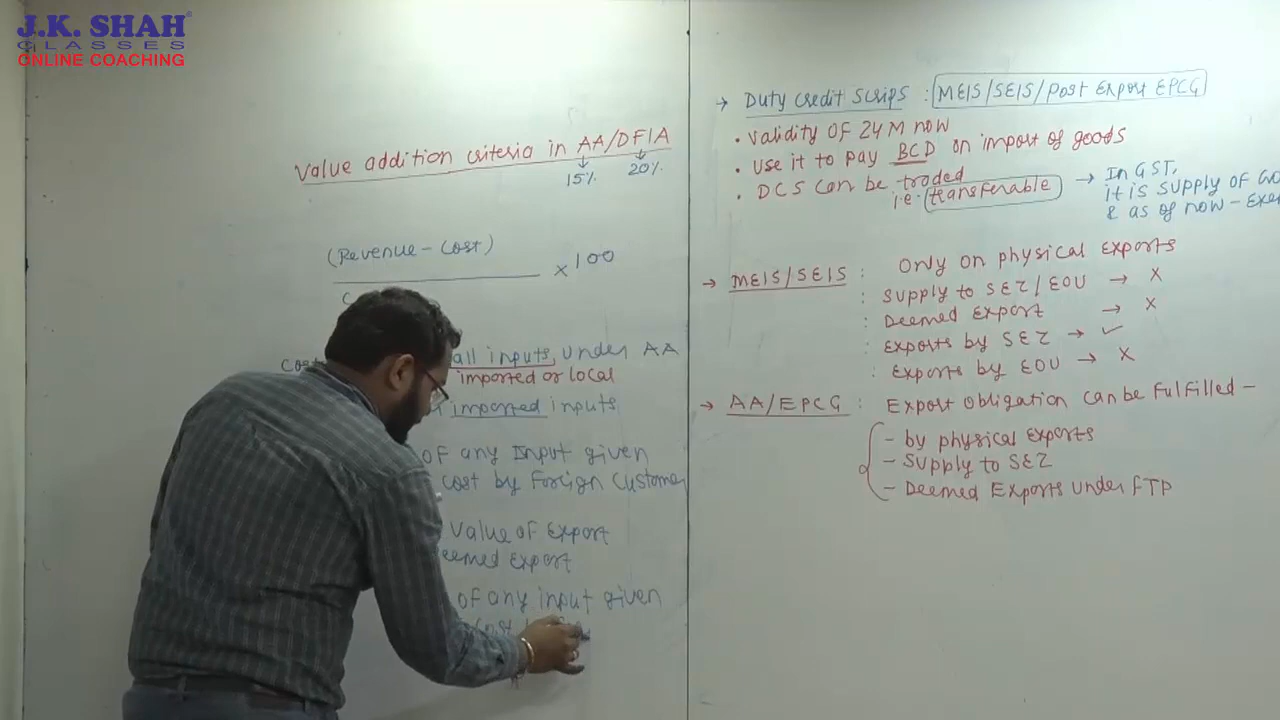 J.K. SHAH®
CLASSES
ONLINE COACHING
Value addition criteria in AA/DFIA
15% 20%
(Revenue - Cost)
× 100
Cost
all inputs, under AA
imported or local
imported inputs
of any Input given
cost by Foreign Customer
value of Export
Deemed export
of any input given
→ Duty credit scrips : MEIS/SEIS/Post Export EPCG
• Validity OF 24 M now
• Use it to pay BCD on import of goods
• DCS can be traded
i.e. transferable → In GST,
it is supply of
& as of now -
→ MEIS/SEIS : Only on physical exports
: Supply to SEZ/EOU → X
: Deemed Export → X
: Exports by SEZ → ✓
: Exports by EOU → X
→ AA/EPCG : Export Obligation can be fulfilled -
- by physical exports
- Supply to SEZ
- Deemed Exports under FTP